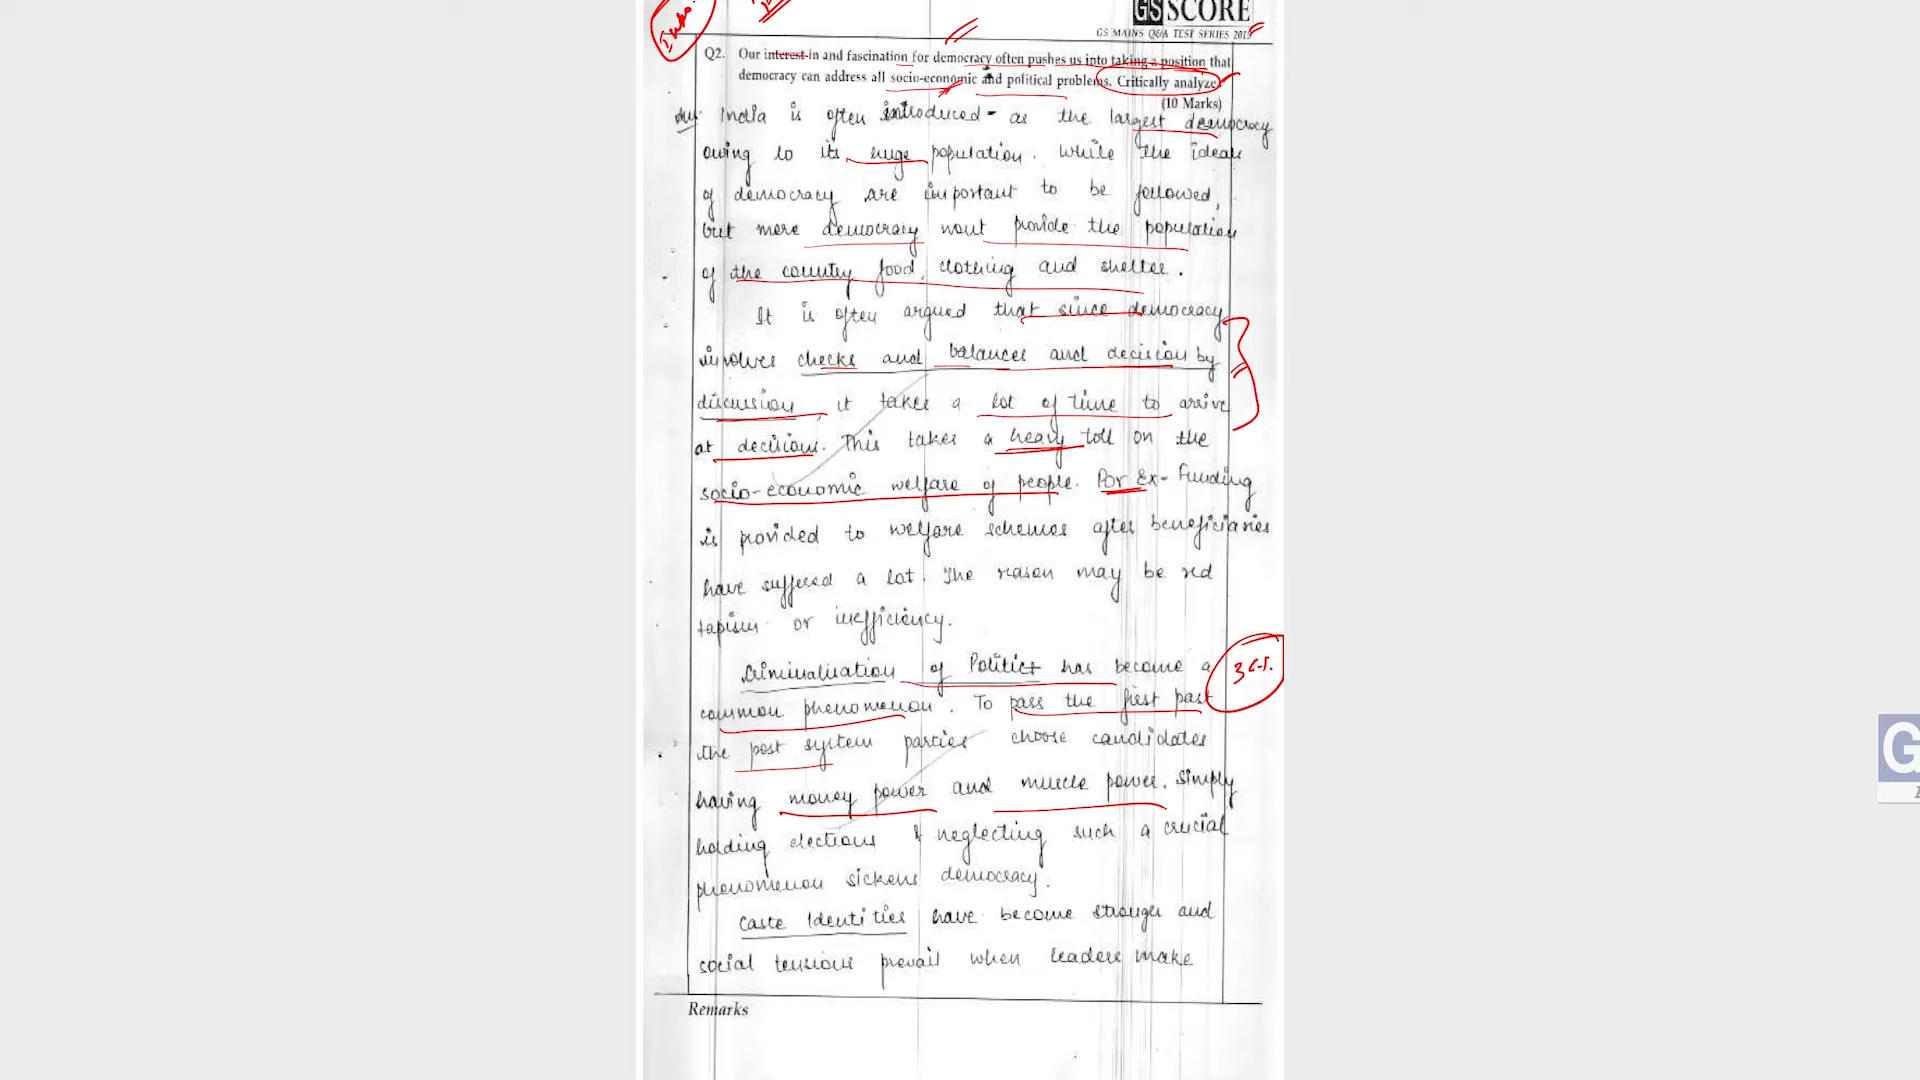 Intro.
GS SCORE
GS MAINS Q&A TEST SERIES 2019
Q2. Our interest in and fascination for democracy often pushes us into taking a position that
democracy can address all socio-economic and political problems. Critically analyze.
(10 Marks)
Ans. India is often introduced as the largest democracy
owing to its huge population. While the ideals
of democracy are important to be followed,
but mere democracy wont provide the population
of the country food, clothing and shelter.
It is often argued that since democracy
involves checks and balances and decision by
discussion, it takes a lot of time to arrive
at decisions. This takes a heavy toll on the
socio-economic welfare of people. For Ex- Funding
is provided to welfare schemes after beneficiaries
have suffered a lot. The reason may be red
tapism or inefficiency.
Criminalisation of Politics has become a
common phenomenon. To pass the first past
the post system parties choose candidates
having money power and muscle power. Simply
holding elections & neglecting such a crucial
phenomenon sickens democracy.
Caste Identities have become stronger and
social tensions prevail when leaders make
Remarks
G